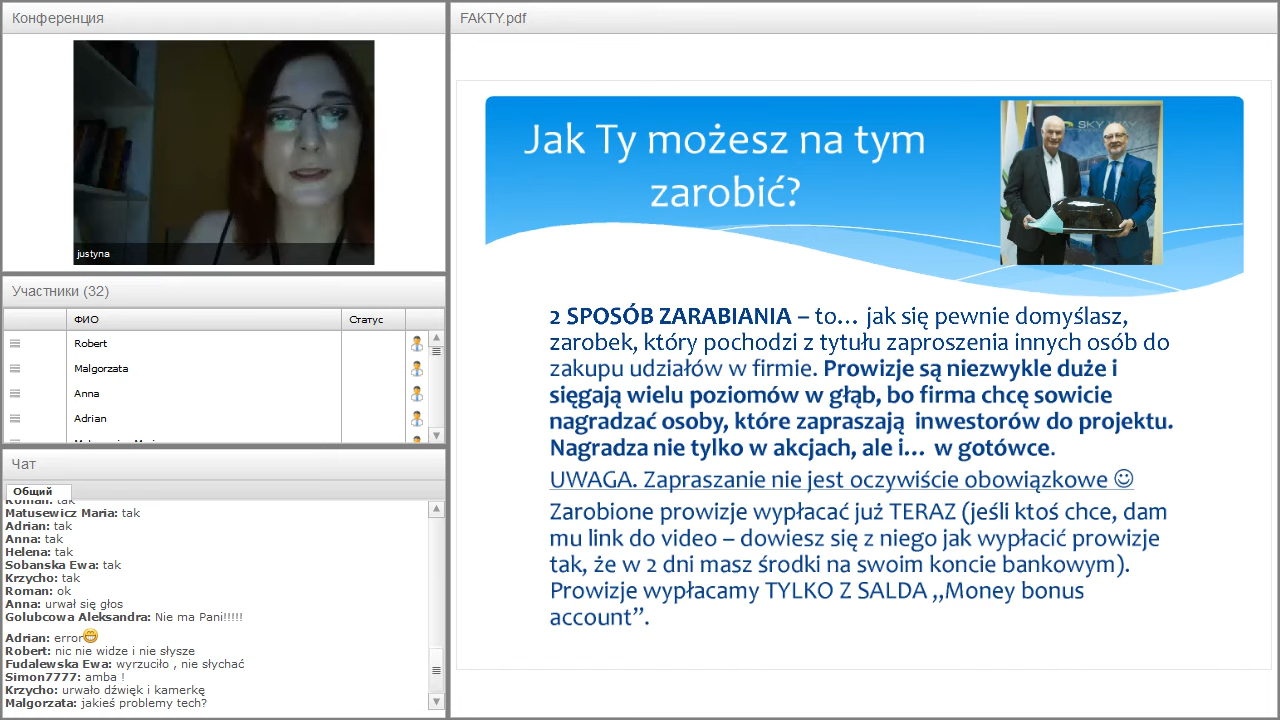 Конференция
justyna
Участники (32)
ФИО
Статус
Robert
Malgorzata
Anna
Adrian
Чат
Общий
Roman: tak
Matusewicz Maria: tak
Adrian: tak
Anna: tak
Helena: tak
Sobanska Ewa: tak
Krzycho: tak
Roman: ok
Anna: urwał się głos
Golubcowa Aleksandra: Nie ma Pani!!!!!
Adrian: error
Robert: nic nie widze i nie słysze
Fudalewska Ewa: wyrzuciło , nie słychać
Simon7777: amba !
Krzycho: urwało dźwięk i kamerkę
Malgorzata: jakieś problemy tech?
FAKTY.pdf
Jak Ty możesz na tym
zarobić?
SKY WAY
2 SPOSÓB ZARABIANIA – to... jak się pewnie domyślasz,
zarobek, który pochodzi z tytułu zaproszenia innych osób do
zakupu udziałów w firmie. Prowizje są niezwykle duże i
sięgają wielu poziomów w głąb, bo firma chcę sowicie
nagradzać osoby, które zapraszają  inwestorów do projektu.
Nagradza nie tylko w akcjach, ale i... w gotówce.
UWAGA. Zapraszanie nie jest oczywiście obowiązkowe ☺
Zarobione prowizje wypłacać już TERAZ (jeśli ktoś chce, dam
mu link do video – dowiesz się z niego jak wypłacić prowizje
tak, że w 2 dni masz środki na swoim koncie bankowym).
Prowizje wypłacamy TYLKO Z SALDA ,,Money bonus
account”.